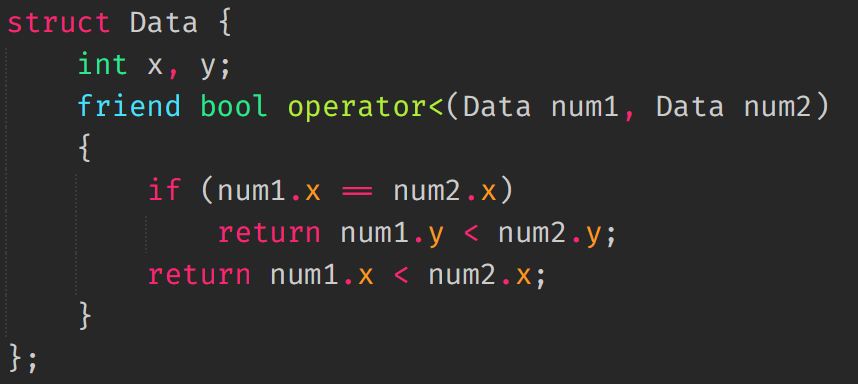 struct Data {
    int x, y;
    friend bool operator<(Data num1, Data num2)
    {
        if (num1.x == num2.x)
            return num1.y < num2.y;
        return num1.x < num2.x;
    }
};